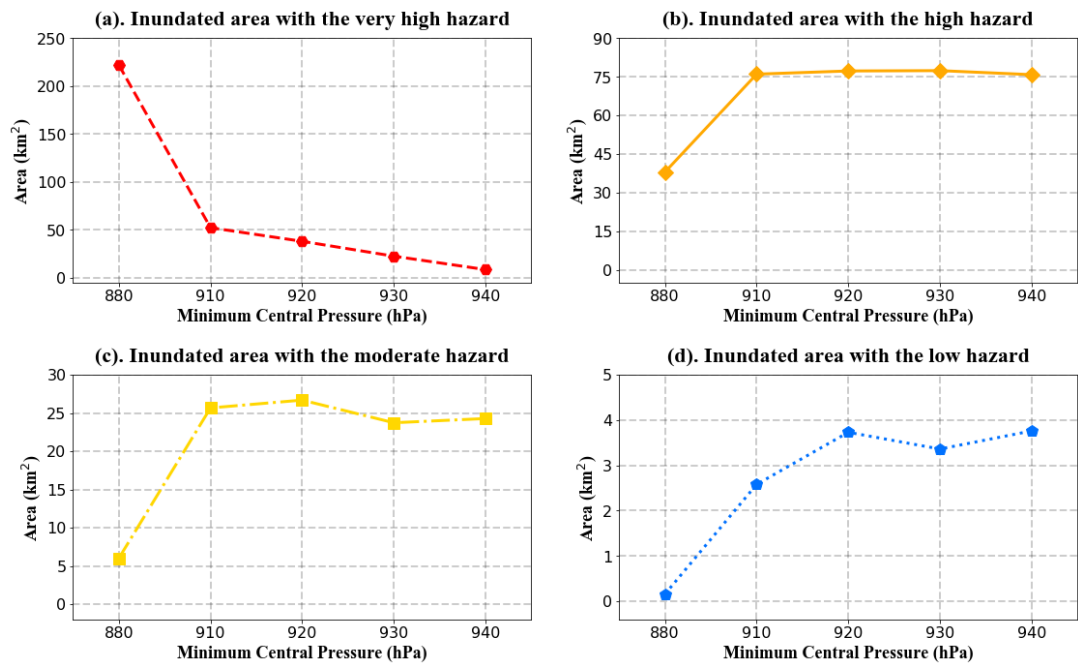 (a). Inundated area with the very high hazard
250
200
150
100
50
0
Area (km²)
880 910 920 930 940
Minimum Central Pressure (hPa)
(b). Inundated area with the high hazard
90
75
60
45
30
15
0
Area (km²)
880 910 920 930 940
Minimum Central Pressure (hPa)
(c). Inundated area with the moderate hazard
30
25
20
15
10
5
0
Area (km²)
880 910 920 930 940
Minimum Central Pressure (hPa)
(d). Inundated area with the low hazard
5
4
3
2
1
0
Area (km²)
880 910 920 930 940
Minimum Central Pressure (hPa)